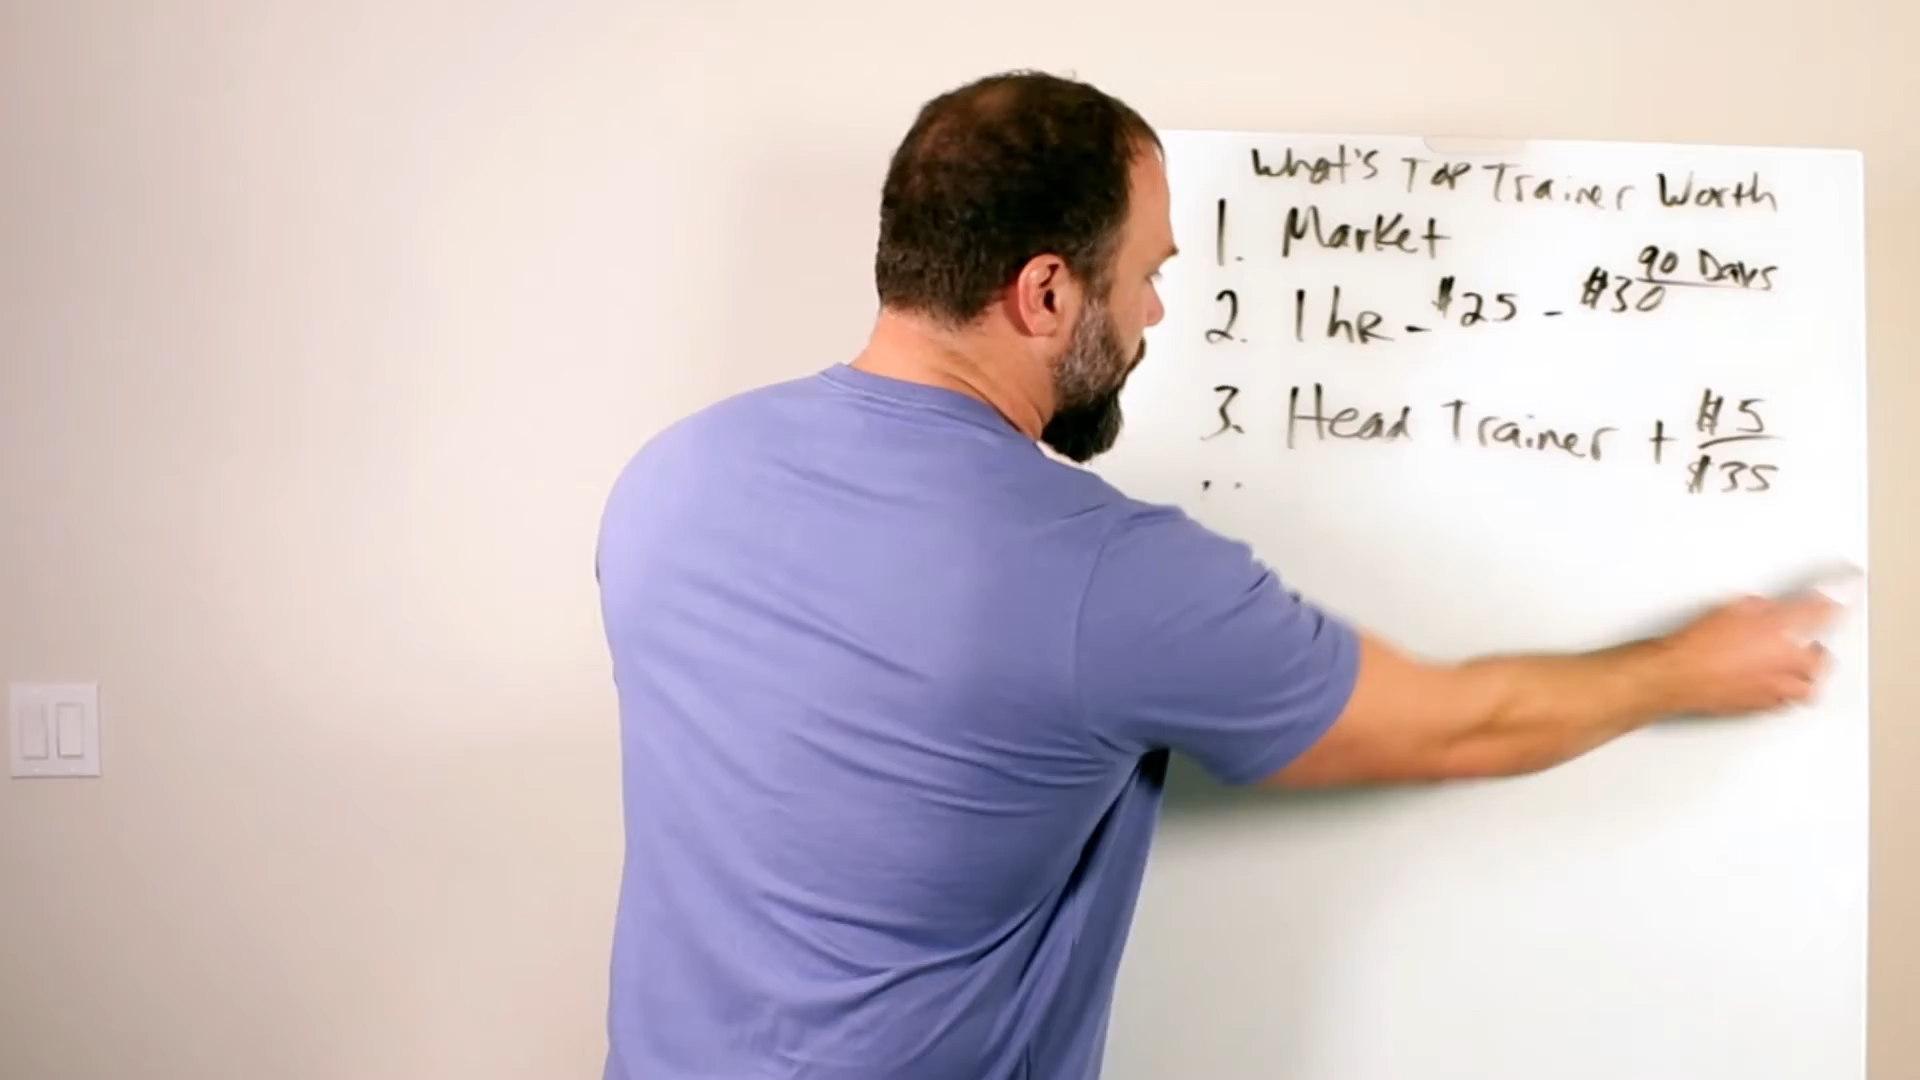 What's Top Trainer Worth
1. Market
90 Days
2. 1 hr - $25 - $30
3. Head Trainer + $5
$35